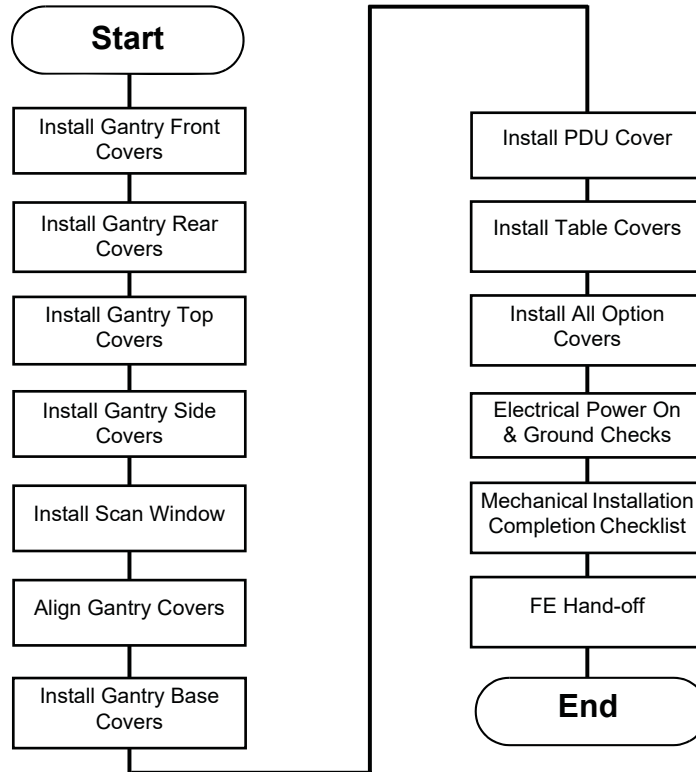 Start
Install Gantry Front
Covers
Install Gantry Rear
Covers
Install Gantry Top
Covers
Install Gantry Side
Covers
Install Scan Window
Align Gantry Covers
Install Gantry Base
Covers
Install PDU Cover
Install Table Covers
Install All Option
Covers
Electrical Power On
& Ground Checks
Mechanical Installation
Completion Checklist
FE Hand-off
End